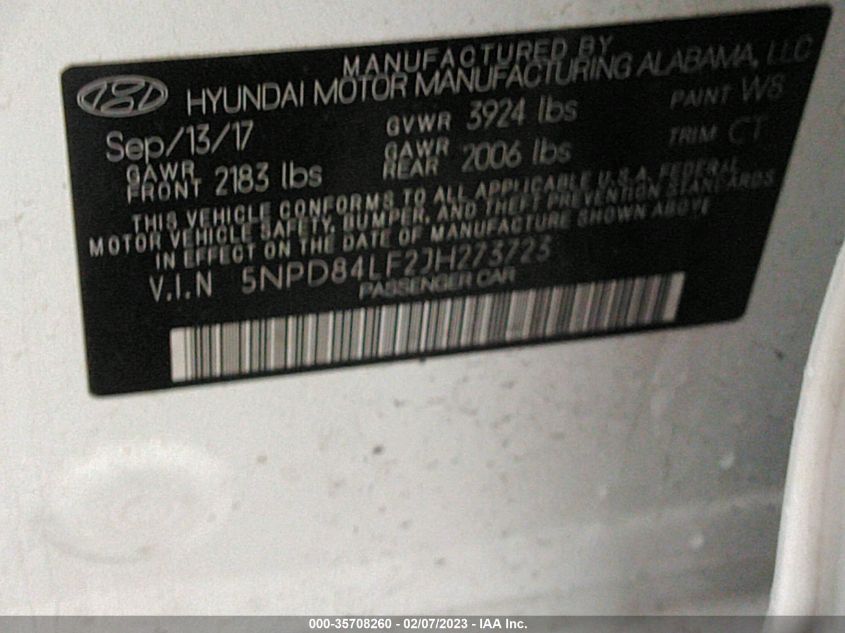 MANUFACTURED BY
HYUNDAI MOTOR MANUFACTURING ALABAMA, LLC
Sep/13/17 GVWR 3924 lbs PAINT W8
GAWR FRONT 2183 lbs GAWR REAR 2006 lbs TRIM CT
THIS VEHICLE CONFORMS TO ALL APPLICABLE U.S.A. FEDERAL
MOTOR VEHICLE SAFETY, BUMPER, AND THEFT PREVENTION STANDARDS
IN EFFECT ON THE DATE OF MANUFACTURE SHOWN ABOVE
V.I.N 5NPD84LF2JH273723
PASSENGER CAR
000-35708260 - 02/07/2023 - IAA Inc.